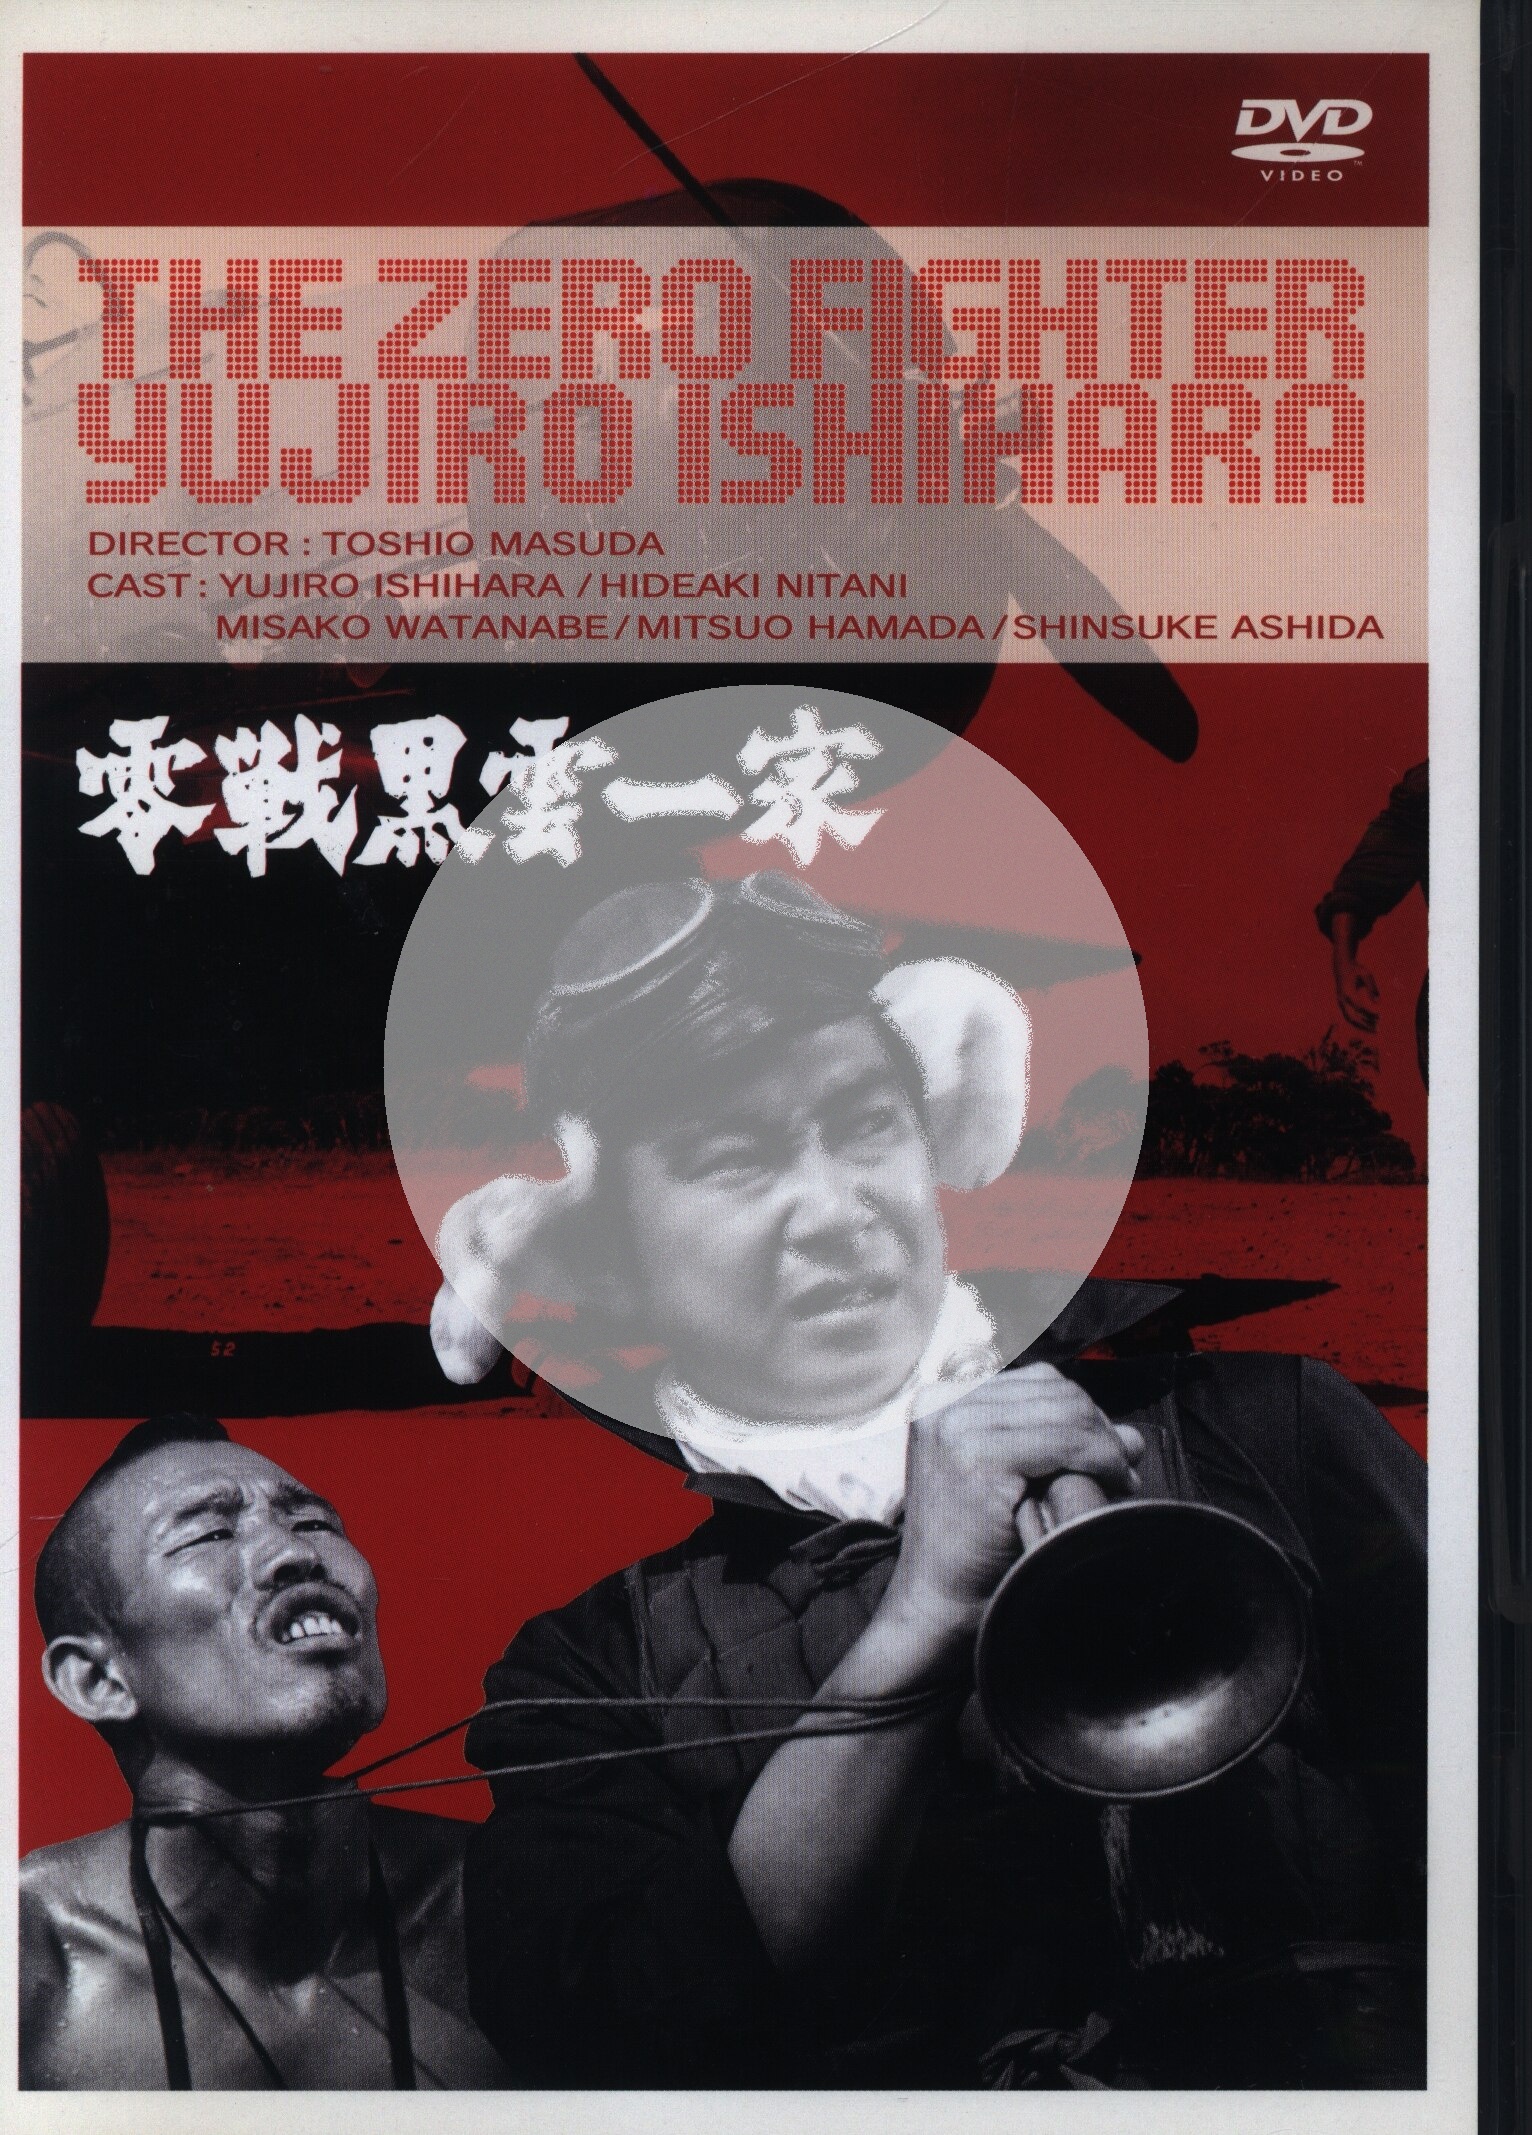 DVD
VIDEO
THE ZERO FIGHTER
YUJIRO ISHIHARA
DIRECTOR : TOSHIO MASUDA
CAST : YUJIRO ISHIHARA / HIDEAKI NITANI
MISAKO WATANABE / MITSUO HAMADA / SHINSUKE ASHIDA
零戦黒雲一家
52